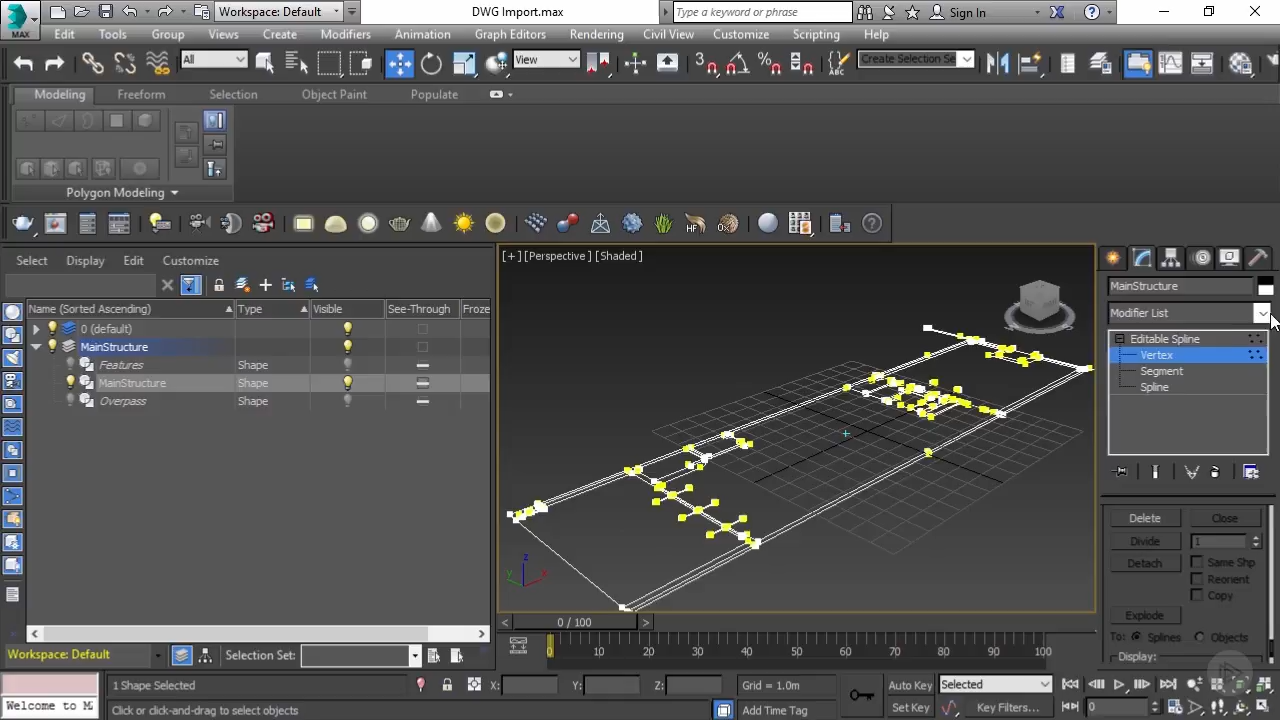 Workspace: Default
DWG Import.max
Type a keyword or phrase
Sign In
MAX
Edit Tools Group Views Create Modifiers Animation Graph Editors Rendering Civil View Customize Scripting Help
All
View
Create Selection Se
Modeling Freeform Selection Object Paint Populate
Polygon Modeling
HF
Select Display Edit Customize
Name (Sorted Ascending) Type Visible See-Through Froze
0 (default)
MainStructure
Features Shape
MainStructure Shape
Overpass Shape
[+] [Perspective ] [Shaded ]
MainStructure
Modifier List
Editable Spline
Vertex
Segment
Spline
Delete Close
Divide 1
Detach Same Shp
Reorient
Copy
Explode
To: Splines Objects
Display:
z
x
y
0 / 100
0 10 20 30 40 50 60 70 80 90 100
Workspace: Default
Selection Set:
1 Shape Selected
X: Y: Z:
Grid = 1.0m
Auto Key Selected
Welcome to M
Click or click-and-drag to select objects
Add Time Tag
Set Key Key Filters... 0